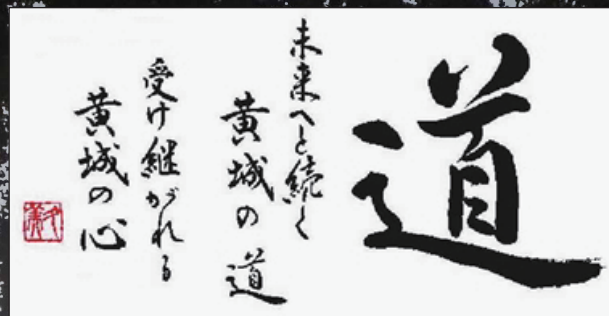 道
未来へと続く
黄城の道
受け継がれる
黄城の心